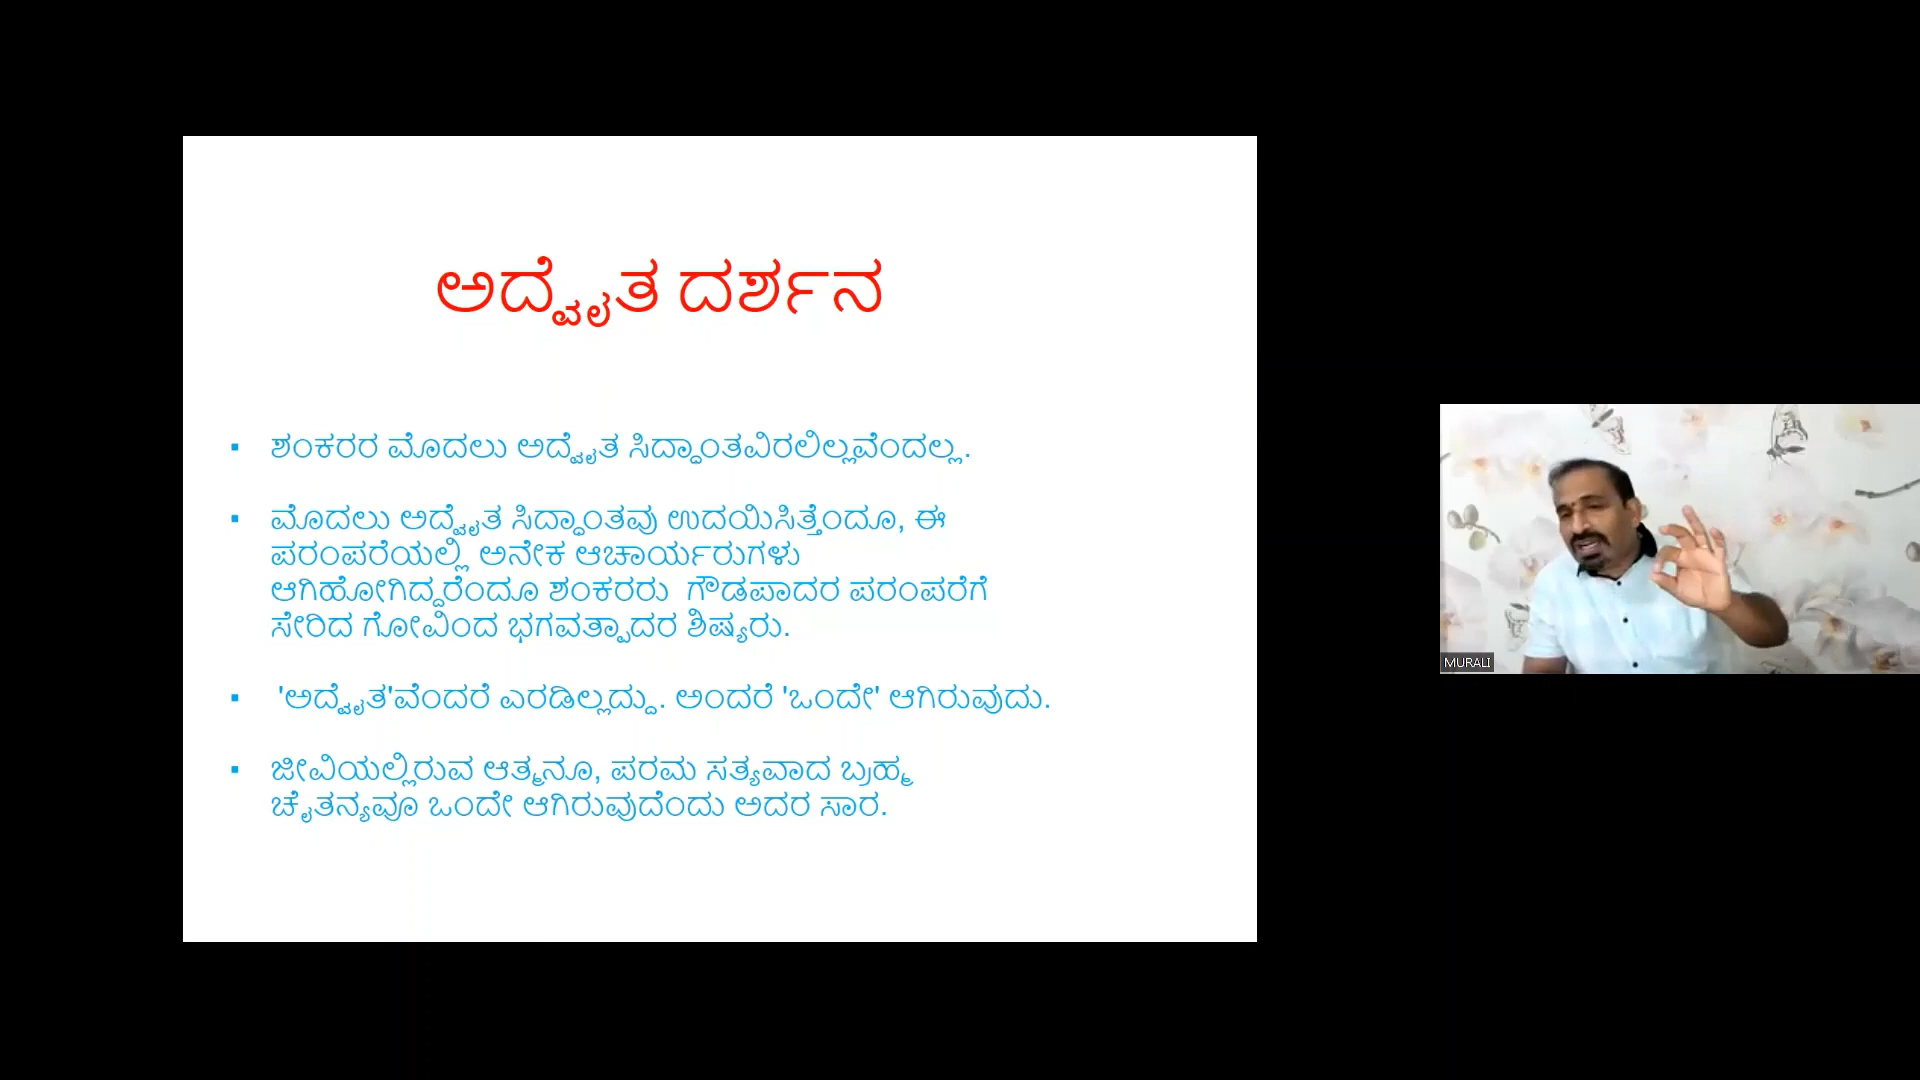 ಅದ್ವೈತ ದರ್ಶನ
▪ ಶಂಕರರ ಮೊದಲು ಅದ್ವೈತ ಸಿದ್ಧಾಂತವಿರಲಿಲ್ಲವೆಂದಲ್ಲ.
▪ ಮೊದಲು ಅದ್ವೈತ ಸಿದ್ಧಾಂತವು ಉದಯಿಸಿತ್ತೆಂದೂ, ಈ
ಪರಂಪರೆಯಲ್ಲಿ ಅನೇಕ ಆಚಾರ್ಯರುಗಳು
ಆಗಿಹೋಗಿದ್ದರೆಂದೂ ಶಂಕರರು ಗೌಡಪಾದರ ಪರಂಪರೆಗೆ
ಸೇರಿದ ಗೋವಿಂದ ಭಗವತ್ಪಾದರ ಶಿಷ್ಯರು.
▪ 'ಅದ್ವೈತ'ವೆಂದರೆ ಎರಡಿಲ್ಲದ್ದು. ಅಂದರೆ 'ಒಂದೇ' ಆಗಿರುವುದು.
▪ ಜೀವಿಯಲ್ಲಿರುವ ಆತ್ಮನೂ, ಪರಮ ಸತ್ಯವಾದ ಬ್ರಹ್ಮ
ಚೈತನ್ಯವೂ ಒಂದೇ ಆಗಿರುವುದೆಂದು ಅದರ ಸಾರ.
MURALI